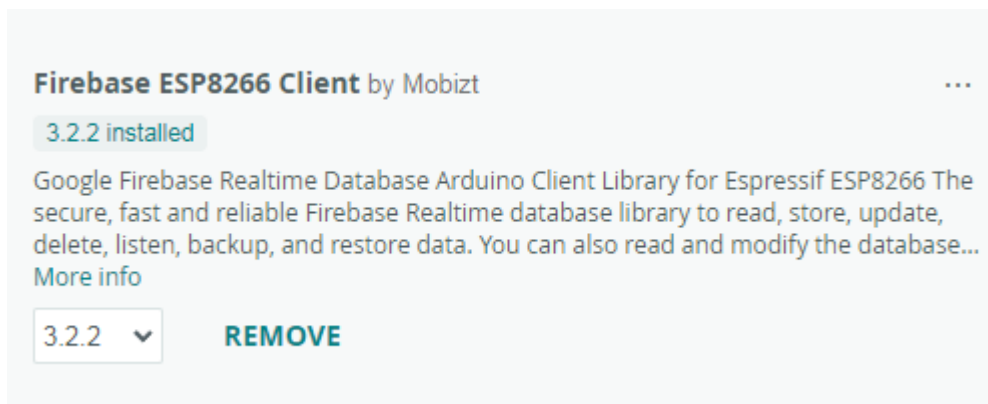 Firebase ESP8266 Client by Mobizt
...
3.2.2 installed
Google Firebase Realtime Database Arduino Client Library for Espressif ESP8266 The
secure, fast and reliable Firebase Realtime database library to read, store, update,
delete, listen, backup, and restore data. You can also read and modify the database...
More info
3.2.2
REMOVE